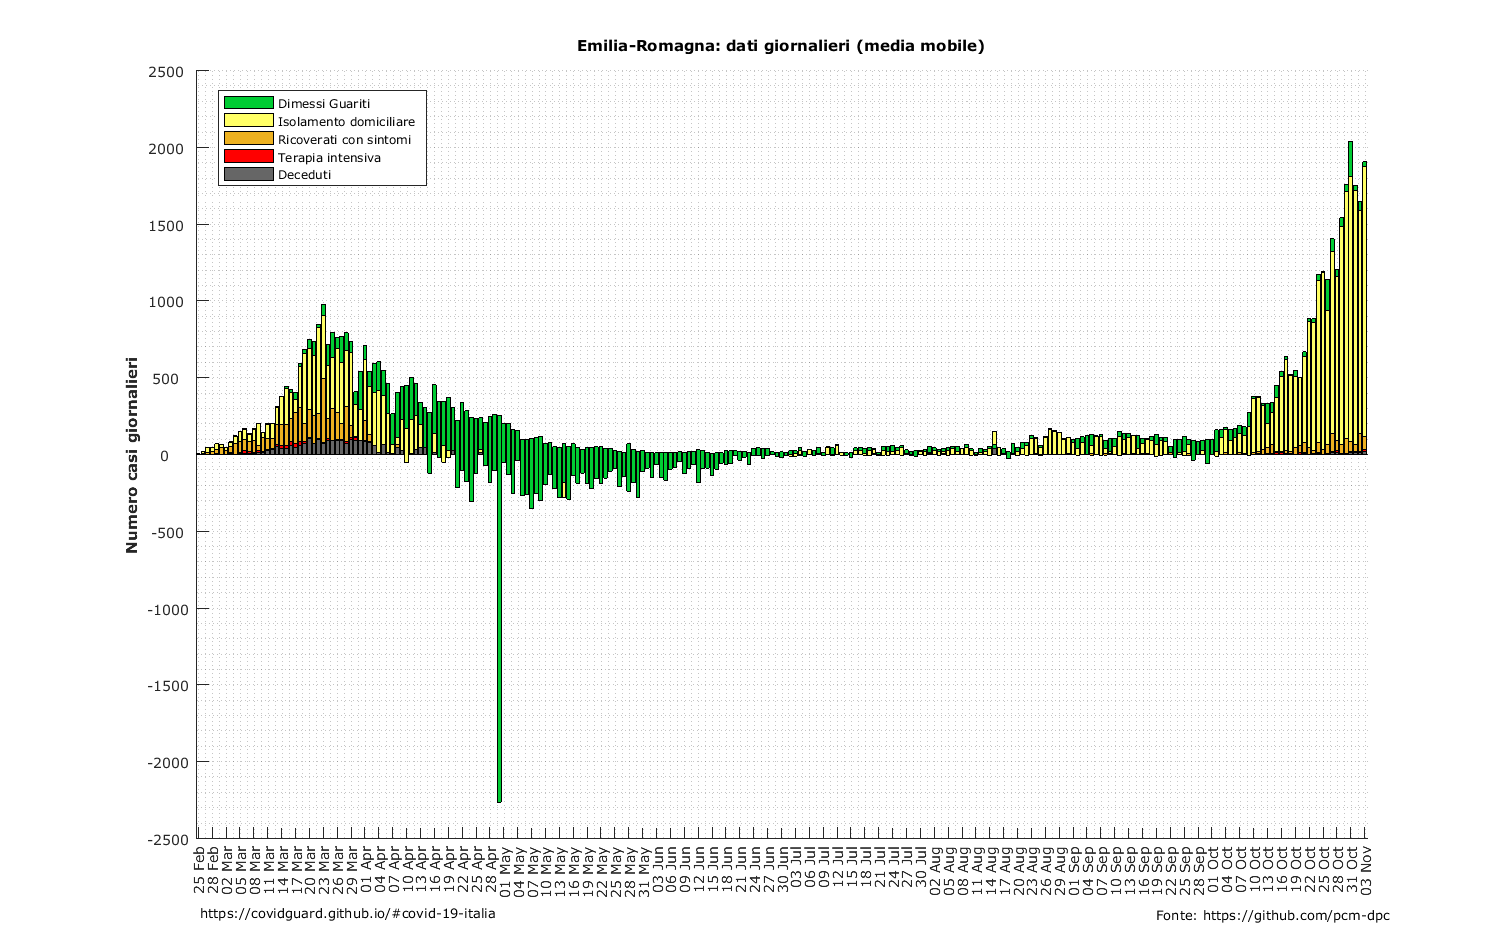 Emilia-Romagna: dati giornalieri (media mobile)
Numero casi giornalieri
2500
2000
1500
1000
500
0
-500
-1000
-1500
-2000
-2500
Dimessi Guariti
Isolamento domiciliare
Ricoverati con sintomi
Terapia intensiva
Deceduti
25 Feb
28 Feb
02 Mar
05 Mar
08 Mar
11 Mar
14 Mar
17 Mar
20 Mar
23 Mar
26 Mar
29 Mar
01 Apr
04 Apr
07 Apr
10 Apr
13 Apr
16 Apr
19 Apr
22 Apr
25 Apr
28 Apr
01 May
04 May
07 May
10 May
13 May
16 May
19 May
22 May
25 May
28 May
31 May
03 Jun
06 Jun
09 Jun
12 Jun
15 Jun
18 Jun
21 Jun
24 Jun
27 Jun
30 Jun
03 Jul
06 Jul
09 Jul
12 Jul
15 Jul
18 Jul
21 Jul
24 Jul
27 Jul
30 Jul
02 Aug
05 Aug
08 Aug
11 Aug
14 Aug
17 Aug
20 Aug
23 Aug
26 Aug
29 Aug
01 Sep
04 Sep
07 Sep
10 Sep
13 Sep
16 Sep
19 Sep
22 Sep
25 Sep
28 Sep
01 Oct
04 Oct
07 Oct
10 Oct
13 Oct
16 Oct
19 Oct
22 Oct
25 Oct
28 Oct
31 Oct
03 Nov
https://covidguard.github.io/#covid-19-italia
Fonte: https://github.com/pcm-dpc